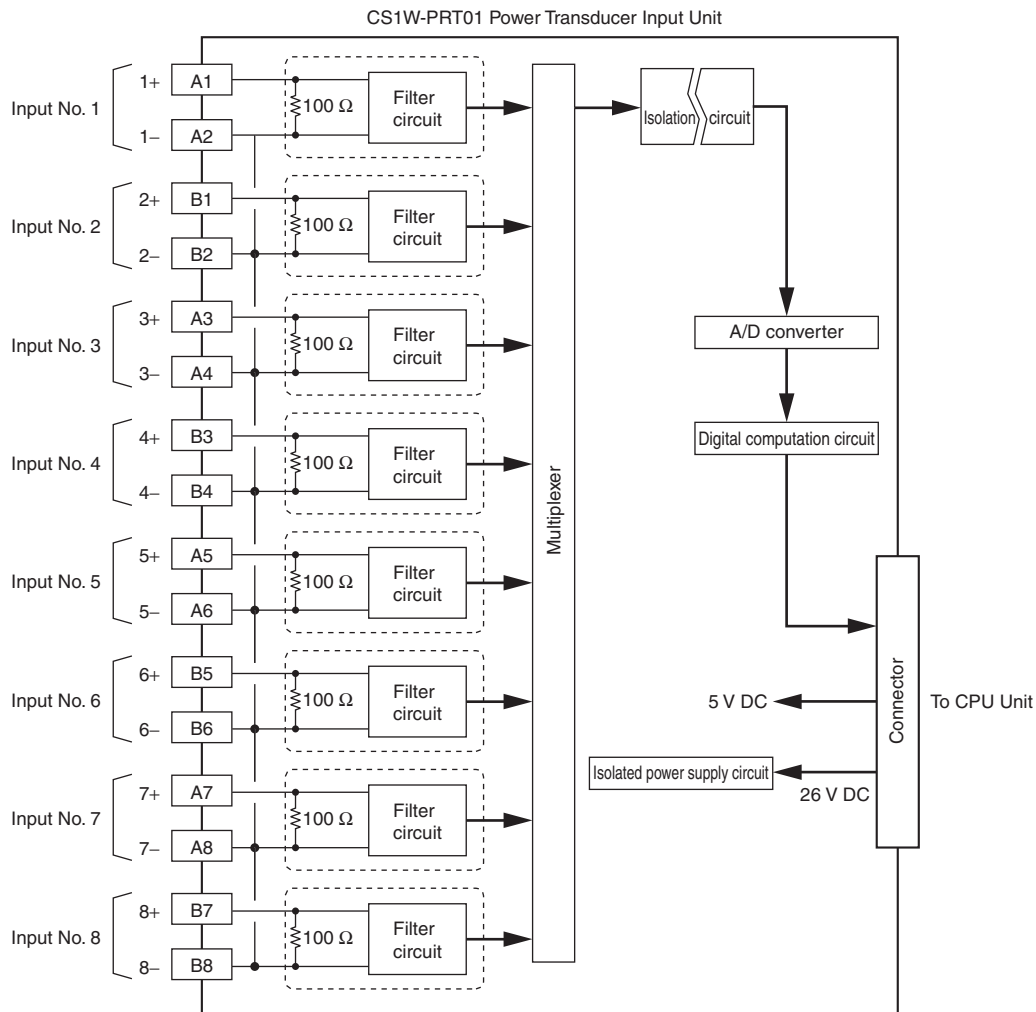 CS1W-PRT01 Power Transducer Input Unit
Input No. 1
1+
A1
1−
A2
100 Ω
Filter circuit
Input No. 2
2+
B1
2−
B2
100 Ω
Filter circuit
Input No. 3
3+
A3
3−
A4
100 Ω
Filter circuit
Input No. 4
4+
B3
4−
B4
100 Ω
Filter circuit
Input No. 5
5+
A5
5−
A6
100 Ω
Filter circuit
Input No. 6
6+
B5
6−
B6
100 Ω
Filter circuit
Input No. 7
7+
A7
7−
A8
100 Ω
Filter circuit
Input No. 8
8+
B7
8−
B8
100 Ω
Filter circuit
Multiplexer
Isolation circuit
A/D converter
Digital computation circuit
Connector
To CPU Unit
5 V DC
Isolated power supply circuit
26 V DC